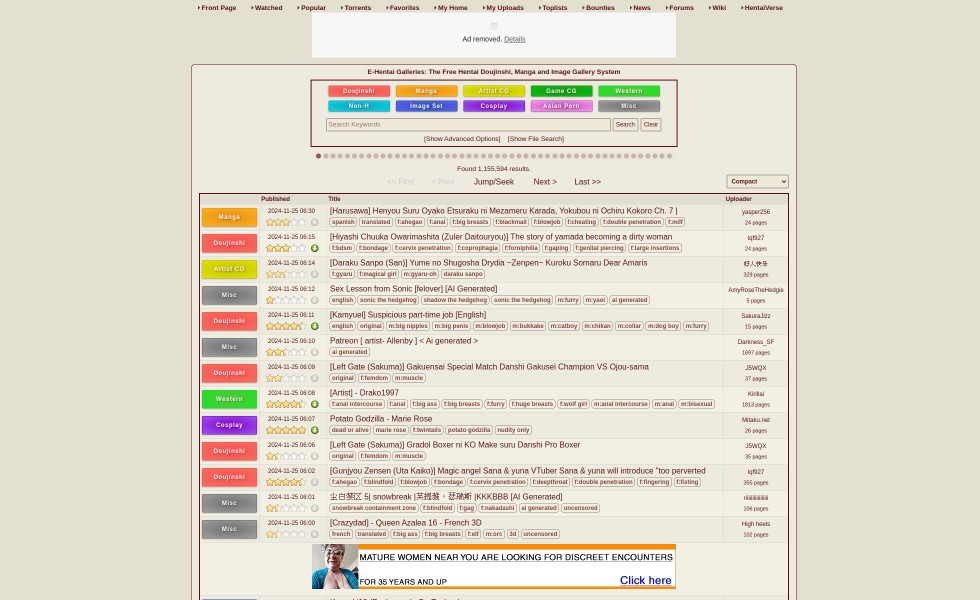 Front Page Watched Popular Torrents Favorites My Home My Uploads Toplists Bounties News Forums Wiki HentaiVerse
Ad removed. Details
E-Hentai Galleries: The Free Hentai Doujinshi, Manga and Image Gallery System
Doujinshi Manga Artist CG Game CG Western
Non-H Image Set Cosplay Asian Porn Misc
Search Keywords Search Clear
[Show Advanced Options] [Show File Search]
Found 1,155,594 results.
<< First < Prev Jump/Seek Next > Last >> Compact
Published Title Uploader
Manga 2024-11-25 06:30 [Harusawa] Henyou Suru Oyako Etsuraku ni Mezameru Karada, Yokubou ni Ochiru Kokoro Ch. 7 | yasper256
spanish translated f:ahegao f:anal f:big breasts f:blackmail f:blowjob f:cheating f:double penetration f:milf 24 pages
Doujinshi 2024-11-25 06:15 [Hiyashi Chuuka Owarimashita (Zuler Daitouryou)] The story of yamada becoming a dirty woman lqf927
f:bdsm f:bondage f:cervix penetration f:coprophagia f:forniphilia f:gaping f:genital piercing f:large insertions 24 pages
Artist CG 2024-11-25 06:14 [Daraku Sanpo (San)] Yume no Shugosha Drydia ~Zenpen~ Kuroku Somaru Dear Amaris 好人快乐
f:gyaru f:magical girl m:gyaru-oh daraku sanpo 329 pages
Misc 2024-11-25 06:12 Sex Lesson from Sonic [felover] [AI Generated] AmyRoseTheHedgie
english sonic the hedgehog shadow the hedgehog sonic the hedgehog m:furry m:yaoi ai generated 5 pages
Doujinshi 2024-11-25 06:11 [Kamyuel] Suspicious part-time job [English] SakuraJizz
english original m:big nipples m:big penis m:blowjob m:bukkake m:catboy m:chikan m:collar m:dog boy m:furry 15 pages
Misc 2024-11-25 06:10 Patreon [ artist- Allenby ] < Ai generated > Darkness_SF
ai generated 1697 pages
Doujinshi 2024-11-25 06:09 [Left Gate (Sakuma)] Gakuensai Special Match Danshi Gakusei Champion VS Ojou-sama J5WQX
original f:femdom m:muscle 37 pages
Western 2024-11-25 06:08 [Artist] - Drako1997 Kirillai
f:anal intercourse f:anal f:big ass f:big breasts f:furry f:huge breasts f:wolf girl m:anal intercourse m:anal m:bisexual 1813 pages
Cosplay 2024-11-25 06:07 Potato Godzilla - Marie Rose Mitaku.net
dead or alive marie rose f:twintails potato godzilla nudity only 26 pages
Doujinshi 2024-11-25 06:06 [Left Gate (Sakuma)] Gradol Boxer ni KO Make suru Danshi Pro Boxer J5WQX
original f:femdom m:muscle 35 pages
Doujinshi 2024-11-25 06:02 [Gunjyou Zensen (Uta Kaiko)] Magic angel Sana & yuna VTuber Sana & yuna will introduce "too perverted lqf927
f:ahegao f:blindfold f:blowjob f:bondage f:cervix penetration f:deepthroat f:double penetration f:fingering f:fisting 355 pages
Misc 2024-11-25 06:01 尘白禁区 5| snowbreak |KKKBBB [AI Generated]
snowbreak containment zone f:blindfold f:gag f:nakadashi ai generated uncensored 106 pages
Misc 2024-11-25 06:00 [Crazydad] - Queen Azalea 16 - French 3D High heels
french translated f:big ass f:big breasts f:elf m:orc 3d uncensored 102 pages
MATURE WOMEN NEAR YOU ARE LOOKING FOR DISCREET ENCOUNTERS
FOR 35 YEARS AND UP Click here